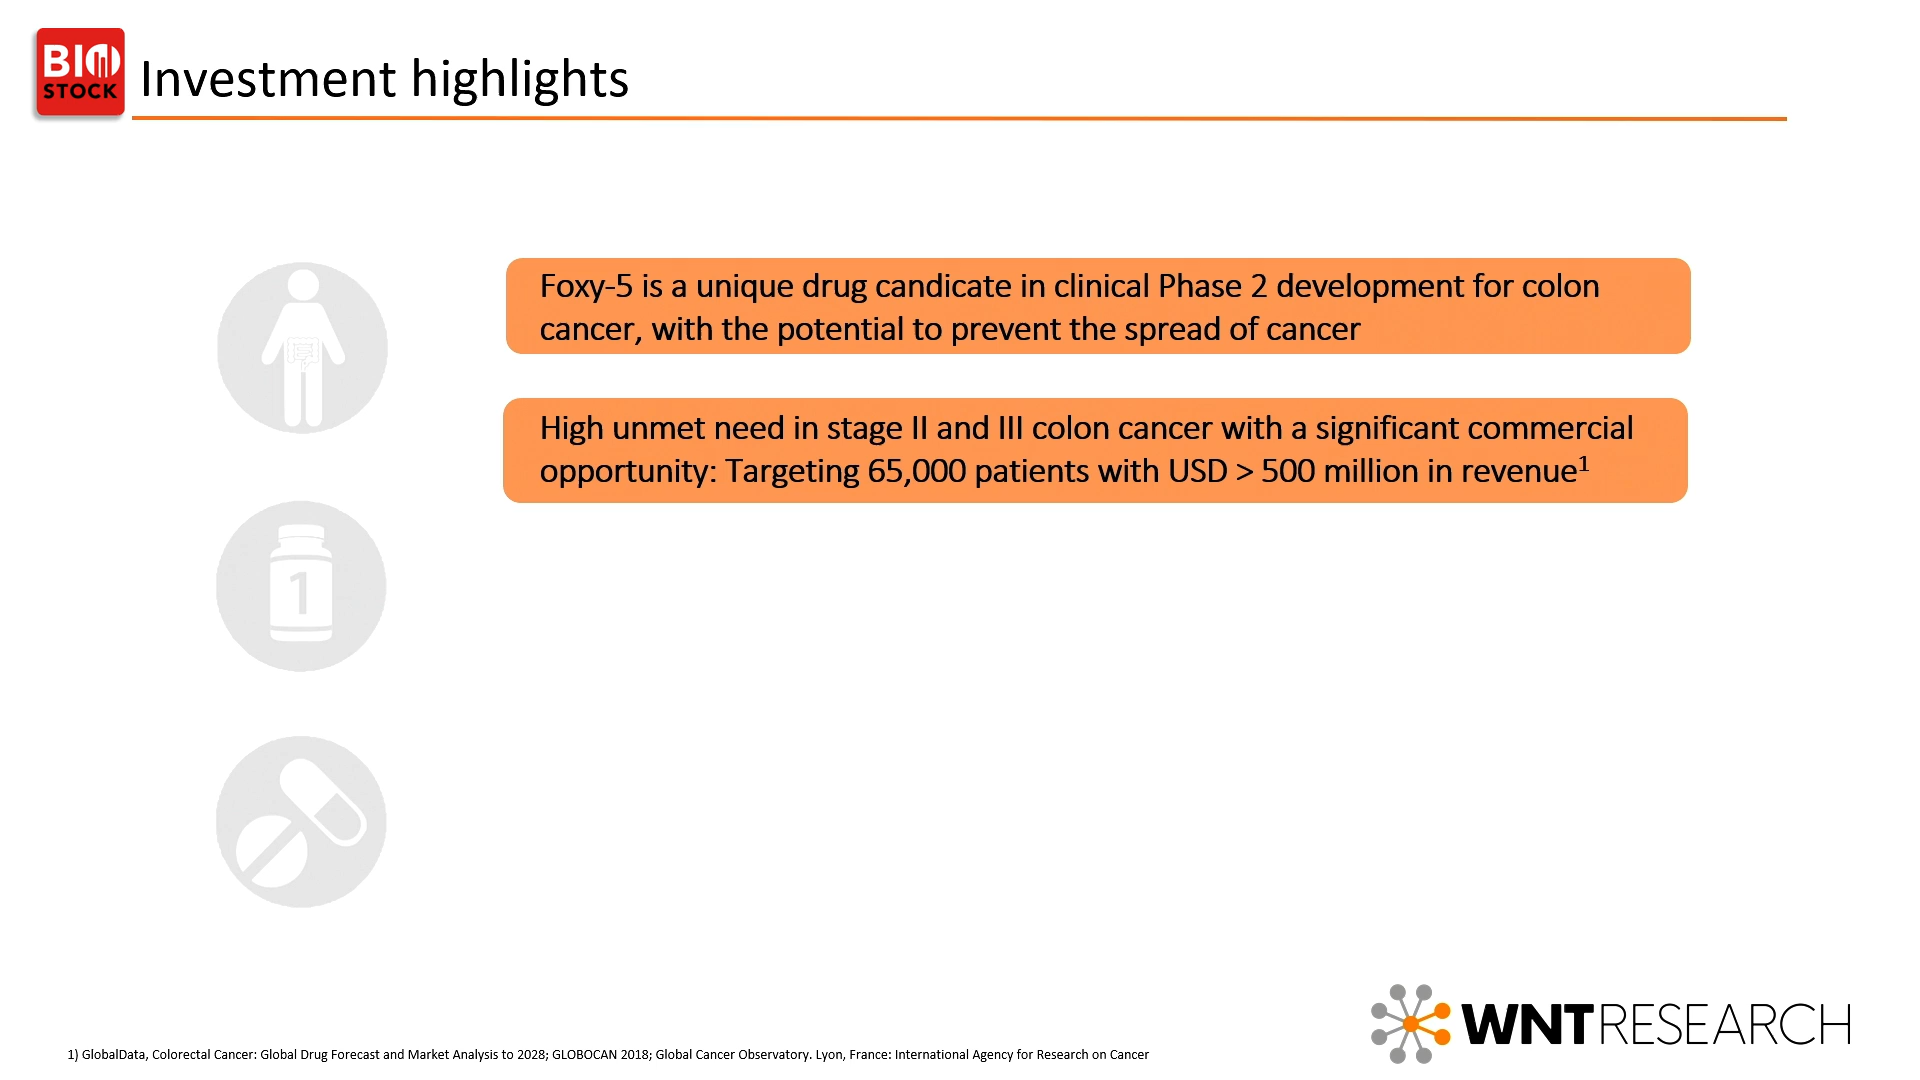 BIO
STOCK
Investment highlights
Foxy-5 is a unique drug candicate in clinical Phase 2 development for colon
cancer, with the potential to prevent the spread of cancer
High unmet need in stage II and III colon cancer with a significant commercial
opportunity: Targeting 65,000 patients with USD > 500 million in revenue¹
1
WNTRESEARCH
1) GlobalData, Colorectal Cancer: Global Drug Forecast and Market Analysis to 2028; GLOBOCAN 2018; Global Cancer Observatory. Lyon, France: International Agency for Research on Cancer